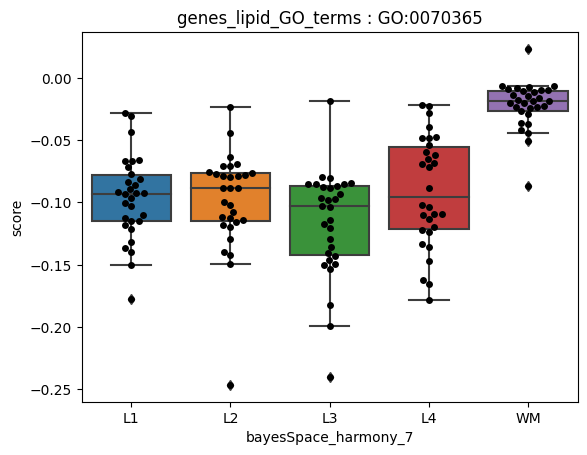 genes_lipid_GO_terms : GO:0070365
0.00
−0.05
−0.10
−0.15
−0.20
−0.25
score
L1 L2 L3 L4 WM
bayesSpace_harmony_7